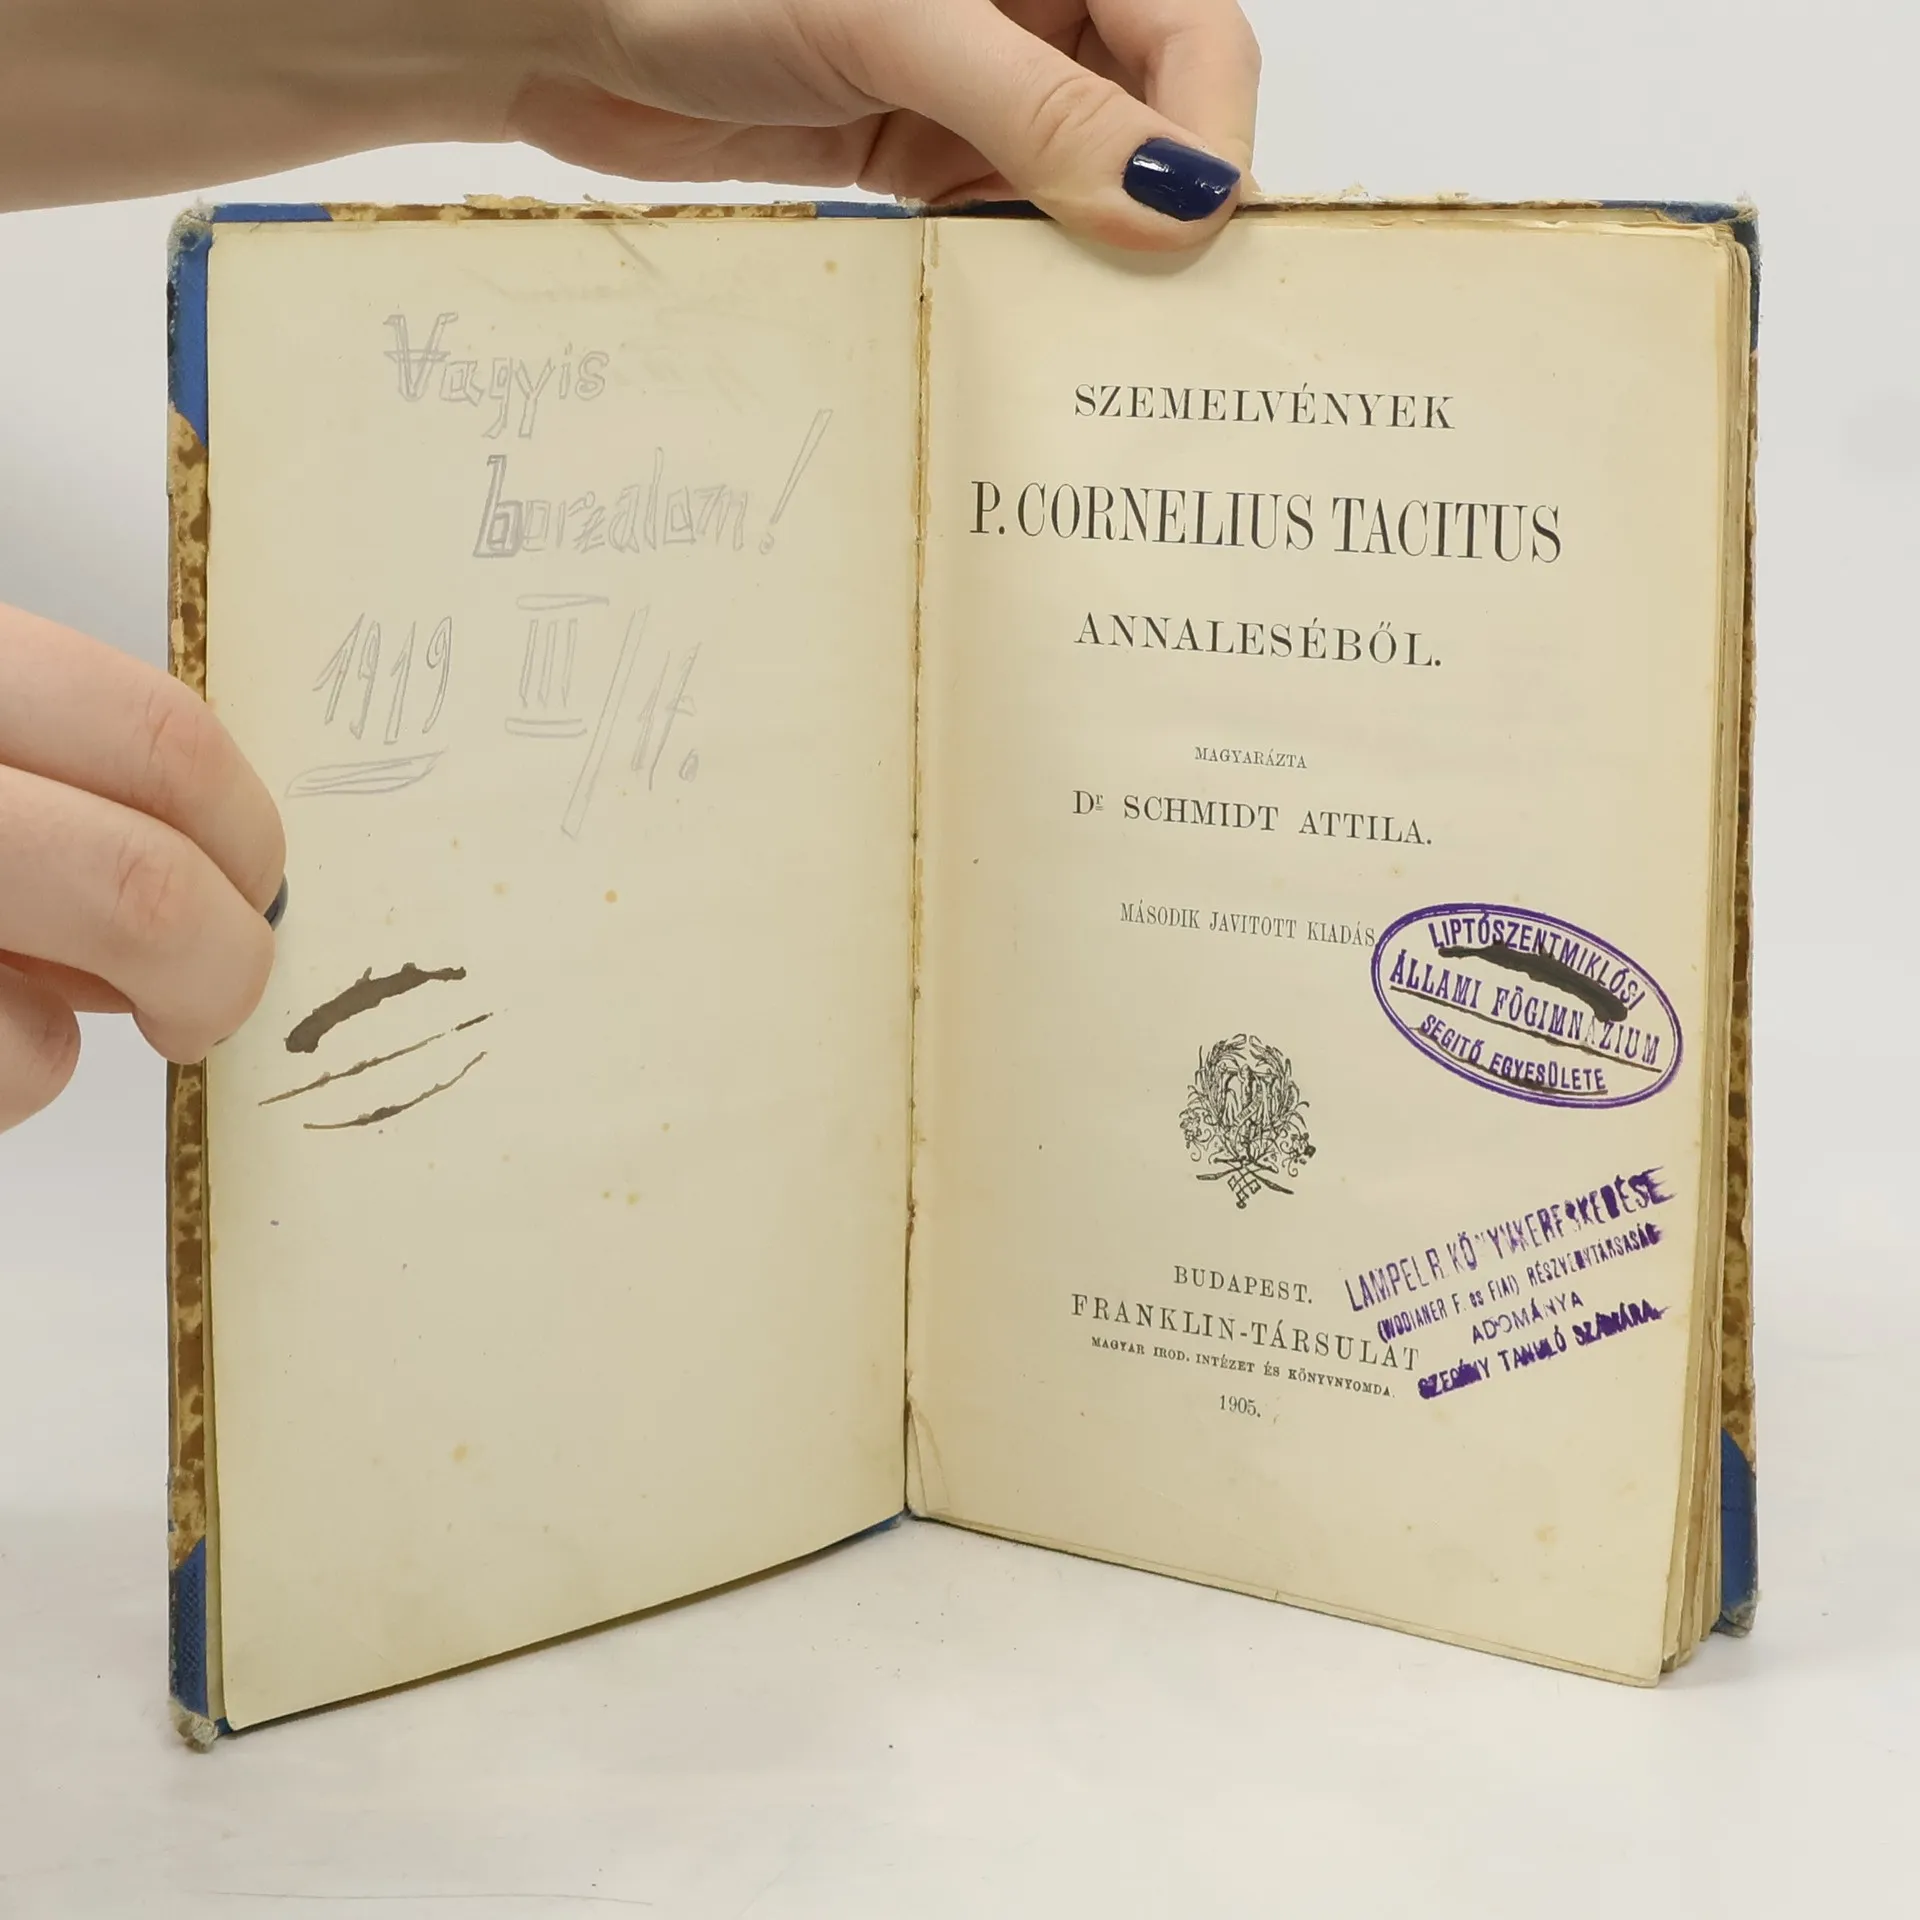 Vagyis
borzalom!
1919 III/17.
SZEMELVÉNYEK
P. CORNELIUS TACITUS
ANNALESÉBŐL.
MAGYARÁZTA
Dr SCHMIDT ATTILA.
MÁSODIK JAVITOTT KIADÁS
LIPTÓSZENTMIKLÓSI
ÁLLAMI FŐGIMNÁZIUM
SEGITŐ EGYESÜLETE
BUDAPEST.
FRANKLIN-TÁRSULAT
MAGYAR IROD. INTÉZET ÉS KÖNYVNYOMDA.
1905.
LAMPEL R. KÖNYVKERESKEDÉSE
(WODIANER F. és FIAI) RÉSZVÉNYTÁRSASÁG
ADOMÁNYA
SZEGÉNY TANULÓ SZÁMÁRA.